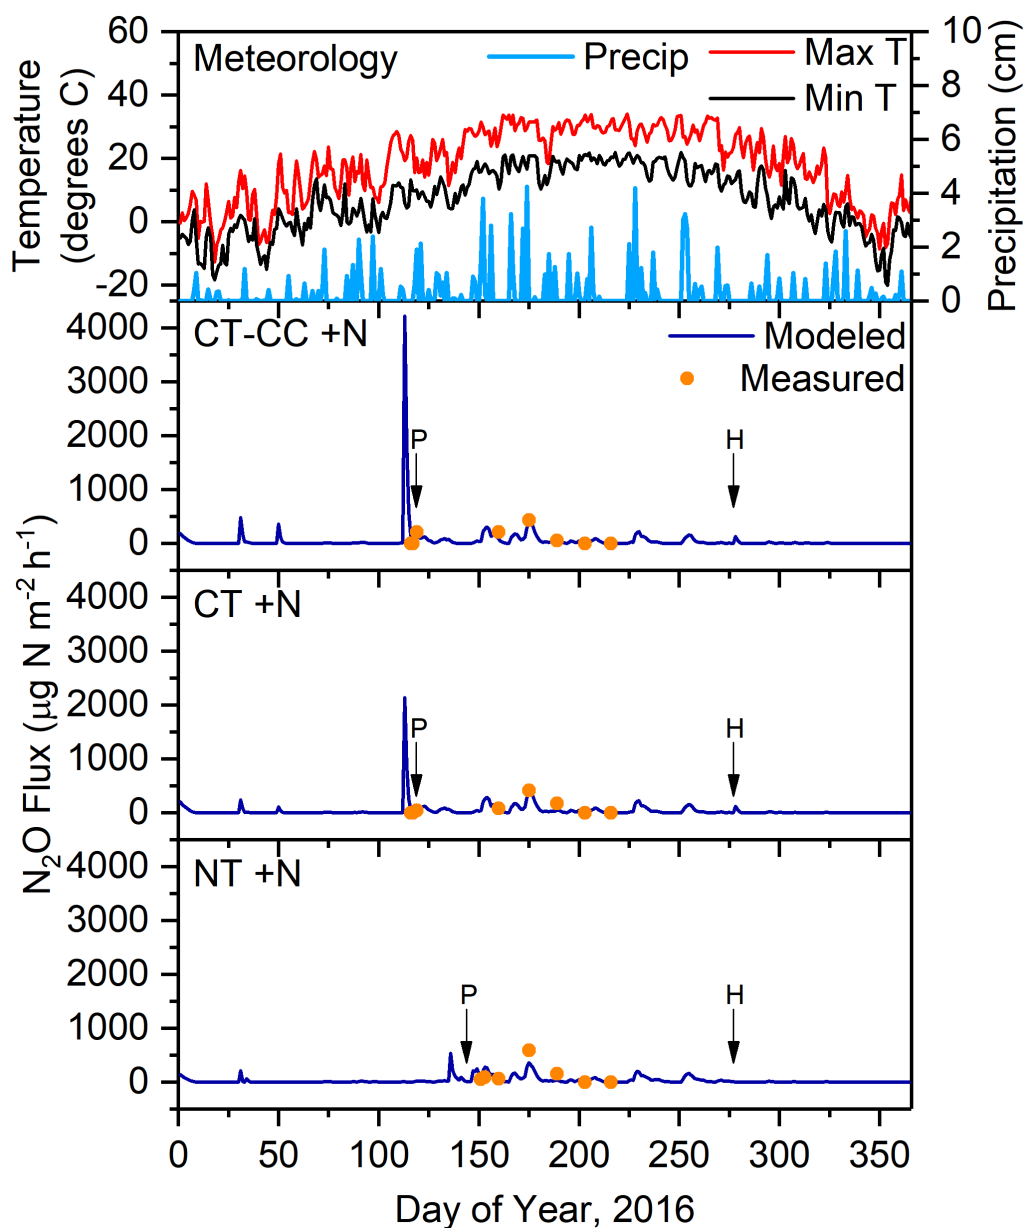 Meteorology
Precip
Max T
Min T
Temperature
(degrees C)
60
40
20
0
-20
Precipitation (cm)
10
8
6
4
2
0
CT-CC +N
Modeled
Measured
P
H
4000
3000
2000
1000
0
CT +N
P
H
4000
3000
2000
1000
0
N₂O Flux (μg N m⁻² h⁻¹)
NT +N
P
H
4000
3000
2000
1000
0
0 50 100 150 200 250 300 350
Day of Year, 2016